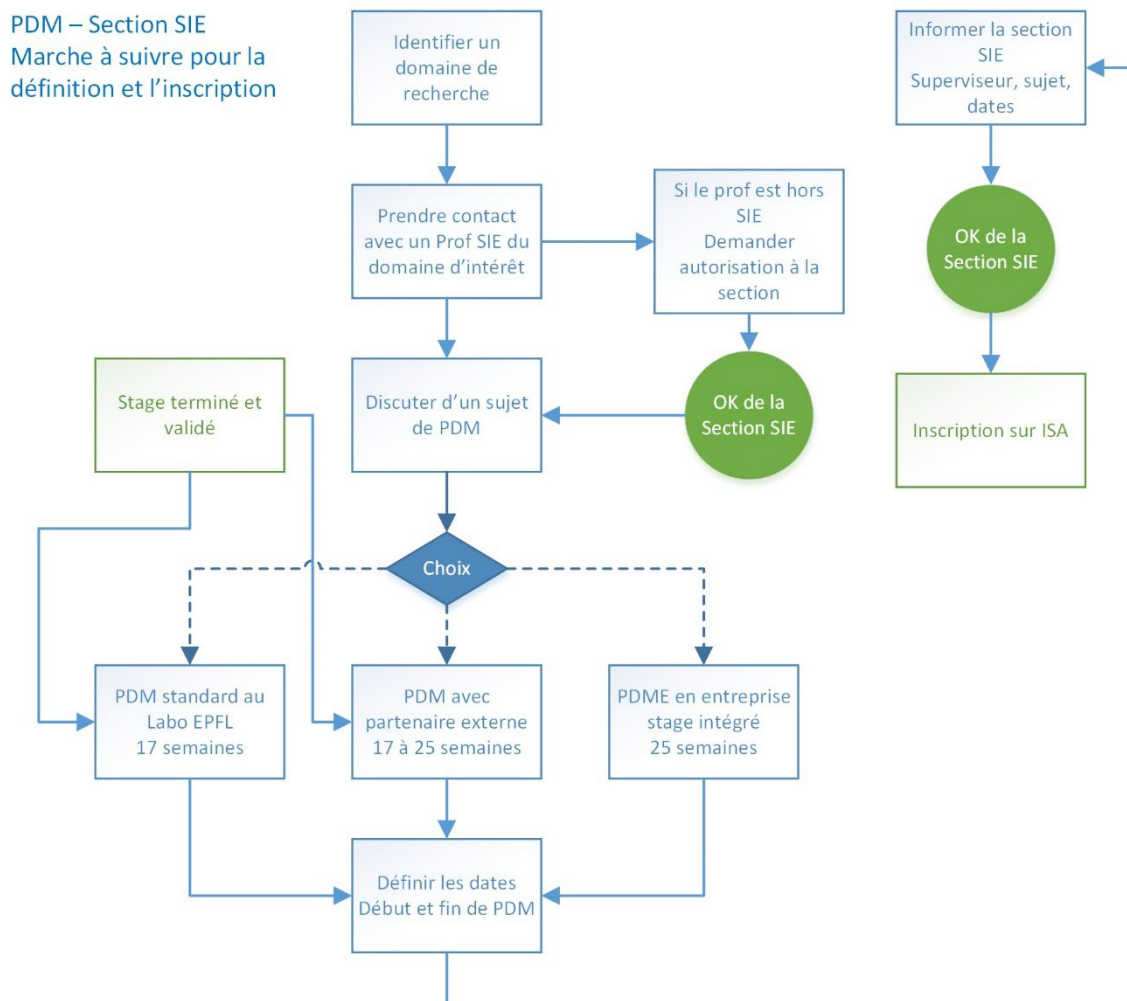 PDM – Section SIE
Marche à suivre pour la
définition et l’inscription
Identifier un
domaine de
recherche
Prendre contact
avec un Prof SIE du
domaine d’intérêt
Si le prof est hors
SIE
Demander
autorisation à la
section
OK de la
Section SIE
Discuter d’un sujet
de PDM
Stage terminé et
validé
Choix
PDM standard au
Labo EPFL
17 semaines
PDM avec
partenaire externe
17 à 25 semaines
PDME en entreprise
stage intégré
25 semaines
Définir les dates
Début et fin de PDM
Informer la section
SIE
Superviseur, sujet,
dates
OK de la
Section SIE
Inscription sur ISA